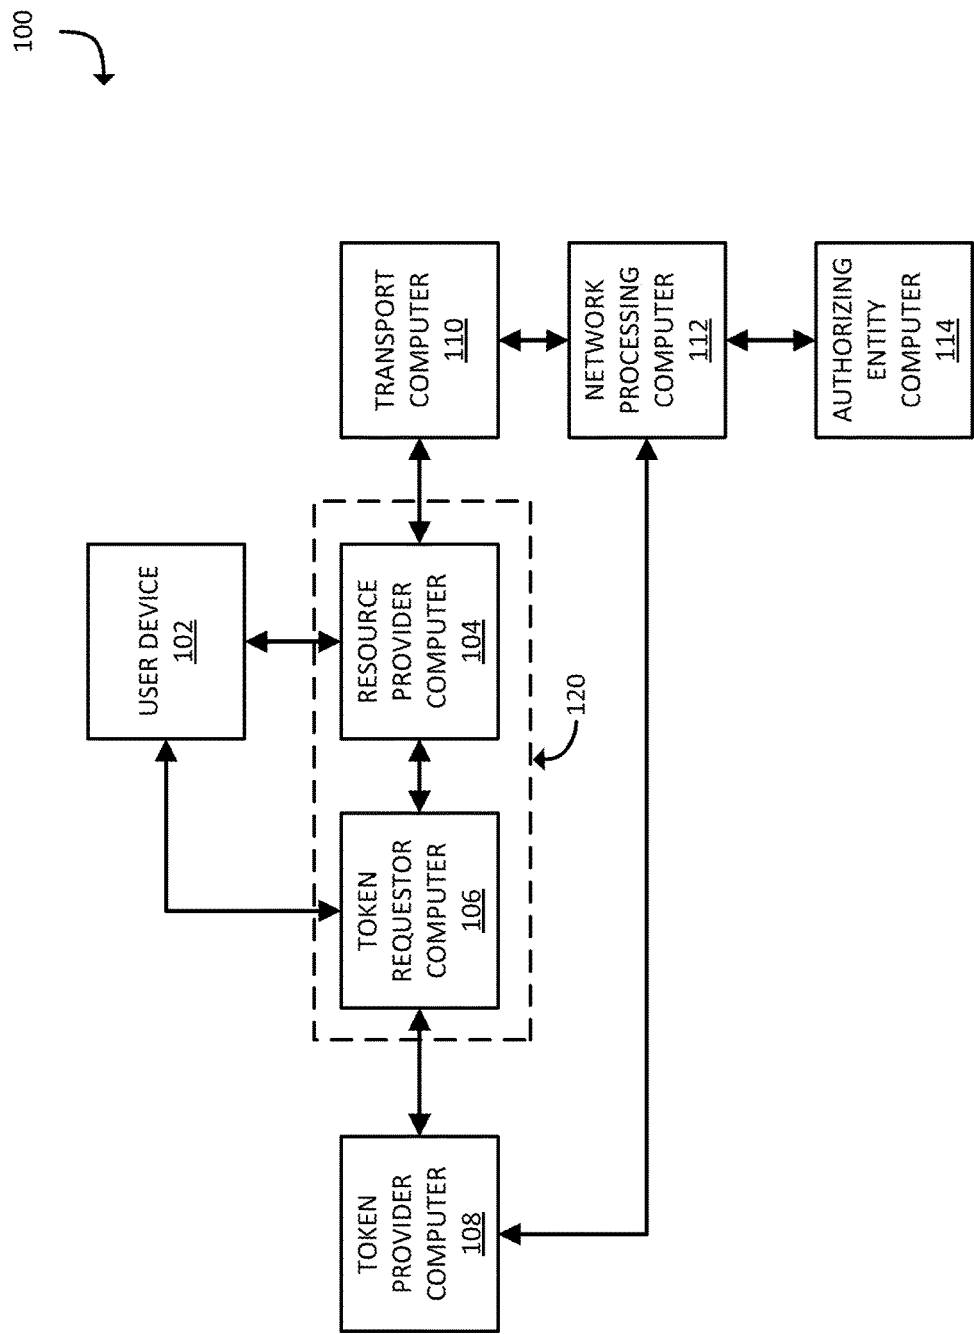 100
USER DEVICE
102
TOKEN
PROVIDER
COMPUTER
108
TOKEN
REQUESTOR
COMPUTER
106
RESOURCE
PROVIDER
COMPUTER
104
TRANSPORT
COMPUTER
110
120
NETWORK
PROCESSING
COMPUTER
112
AUTHORIZING
ENTITY
COMPUTER
114